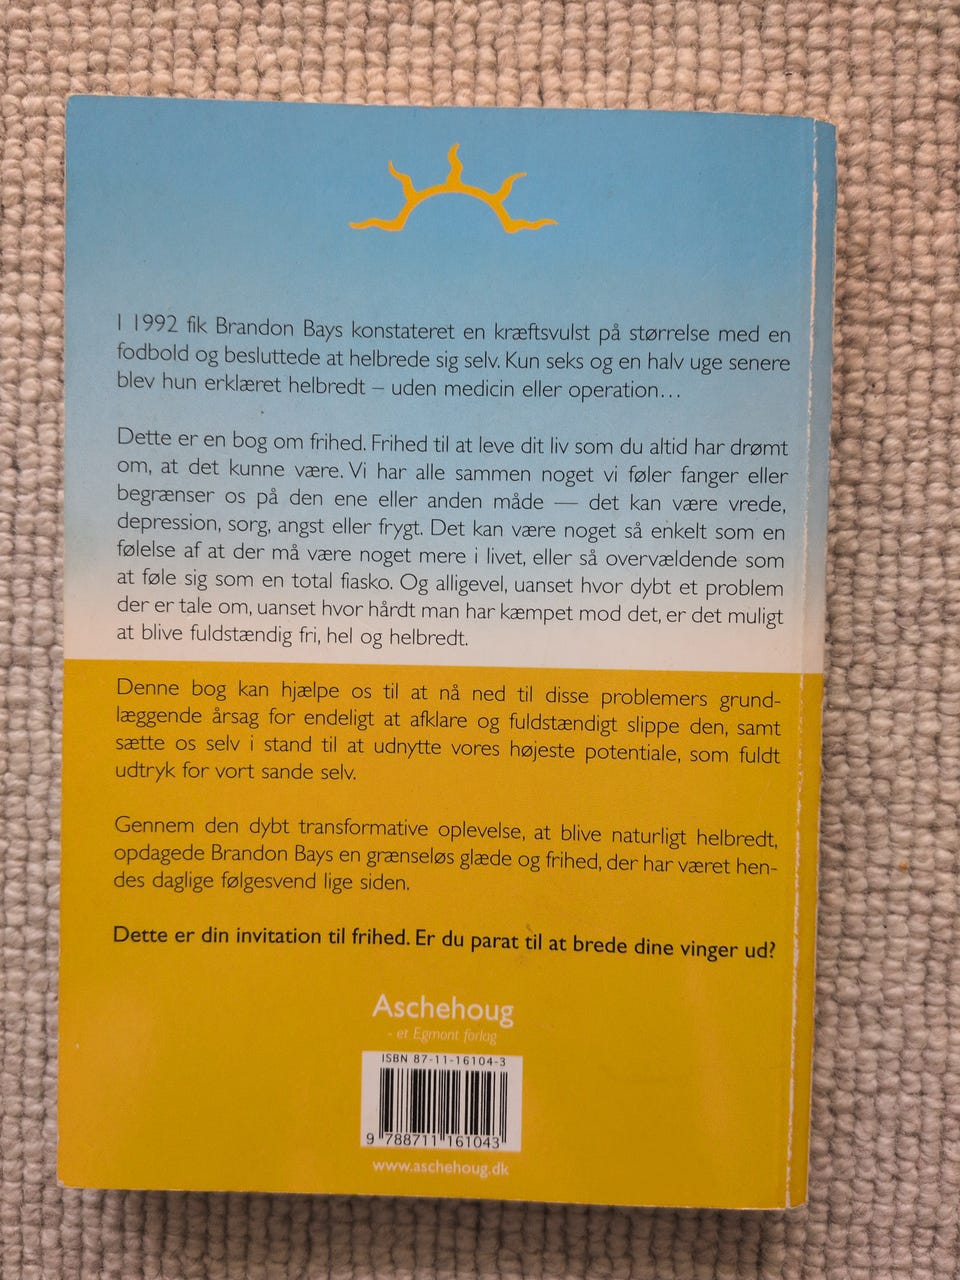 I 1992 fik Brandon Bays konstateret en kræftsvulst på størrelse med en
fodbold og besluttede at helbrede sig selv. Kun seks og en halv uge senere
blev hun erklæret helbredt – uden medicin eller operation...
Dette er en bog om frihed. Frihed til at leve dit liv som du altid har drømt
om, at det kunne være. Vi har alle sammen noget vi føler fanger eller
begrænser os på den ene eller anden måde — det kan være vrede,
depression, sorg, angst eller frygt. Det kan være noget så enkelt som en
følelse af at der må være noget mere i livet, eller så overvældende som
at føle sig som en total fiasko. Og alligevel, uanset hvor dybt et problem
der er tale om, uanset hvor hårdt man har kæmpet mod det, er det muligt
at blive fuldstændig fri, hel og helbredt.
Denne bog kan hjælpe os til at nå ned til disse problemers grund-
læggende årsag for endeligt at afklare og fuldstændigt slippe den, samt
sætte os selv i stand til at udnytte vores højeste potentiale, som fuldt
udtryk for vort sande selv.
Gennem den dybt transformative oplevelse, at blive naturligt helbredt,
opdagede Brandon Bays en grænseløs glæde og frihed, der har været hen-
des daglige følgesvend lige siden.
Dette er din invitation til frihed. Er du parat til at brede dine vinger ud?
Aschehoug
- et Egmont forlag
ISBN 87-11-16104-3
9 788711 161043
www.aschehoug.dk